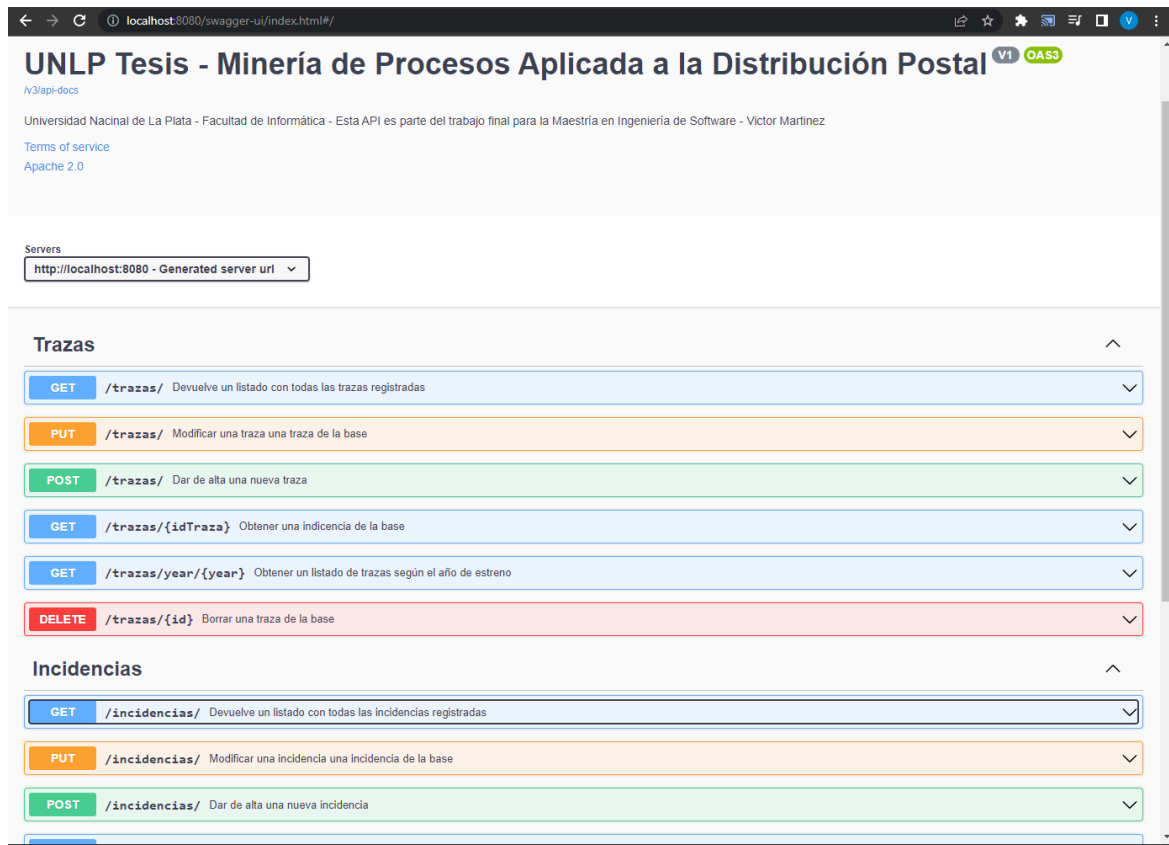 localhost:8080/swagger-ui/index.html#/
V
UNLP Tesis - Minería de Procesos Aplicada a la Distribución Postal V1 OAS3
/v3/api-docs
Universidad Nacinal de La Plata - Facultad de Informática - Esta API es parte del trabajo final para la Maestría en Ingeniería de Software - Victor Martinez
Terms of service
Apache 2.0
Servers
http://localhost:8080 - Generated server url
Trazas
GET /trazas/ Devuelve un listado con todas las trazas registradas
PUT /trazas/ Modificar una traza una traza de la base
POST /trazas/ Dar de alta una nueva traza
GET /trazas/{idTraza} Obtener una indicencia de la base
GET /trazas/year/{year} Obtener un listado de trazas según el año de estreno
DELETE /trazas/{id} Borrar una traza de la base
Incidencias
GET /incidencias/ Devuelve un listado con todas las incidencias registradas
PUT /incidencias/ Modificar una incidencia una incidencia de la base
POST /incidencias/ Dar de alta una nueva incidencia